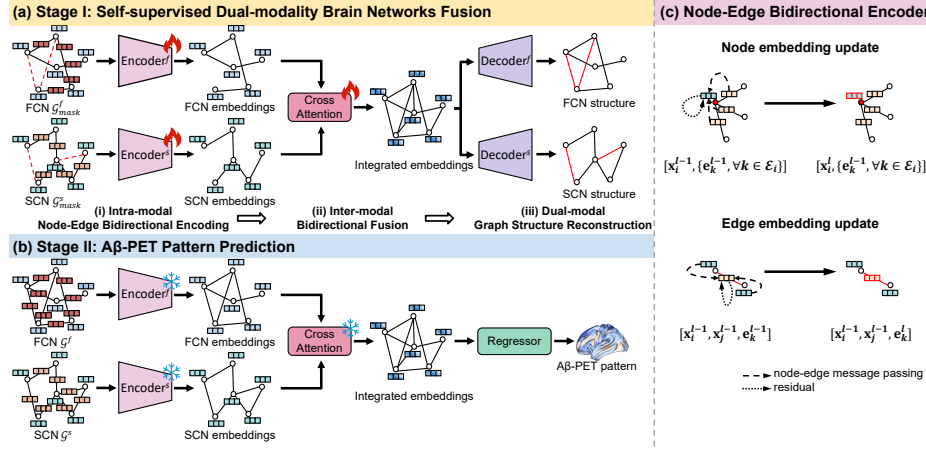 (a) Stage I: Self-supervised Dual-modality Brain Networks Fusion
Encoder^f
FCN 𝒢^f_mask
FCN embeddings
Encoder^s
SCN 𝒢^s_mask
SCN embeddings
Cross
Attention
Integrated embeddings
Decoder^f
FCN structure
Decoder^s
SCN structure
(i) Intra-modal
Node-Edge Bidirectional Encoding
(ii) Inter-modal
Bidirectional Fusion
(iii) Dual-modal
Graph Structure Reconstruction
(b) Stage II: Aβ-PET Pattern Prediction
Encoder^f
FCN 𝒢^f
FCN embeddings
Encoder^s
SCN 𝒢^s
SCN embeddings
Cross
Attention
Integrated embeddings
Regressor
Aβ-PET pattern
(c) Node-Edge Bidirectional Encoder
Node embedding update
[x_i^{l-1}, {e_k^{l-1}, ∀k ∈ ℰ_i}]
[x_i^l, {e_k^{l-1}, ∀k ∈ ℰ_i}]
Edge embedding update
[x_i^{l-1}, x_j^{l-1}, e_k^{l-1}]
[x_i^{l-1}, x_j^{l-1}, e_k^l]
node-edge message passing
residual